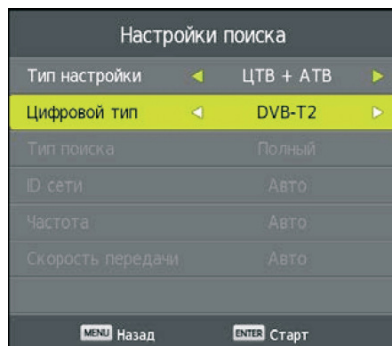 Настройки поиска
Тип настройки ЦТВ + АТВ
Цифровой тип DVB-T2
Тип поиска Полный
ID сети Авто
Частота Авто
Скорость передачи Авто
MENU Назад ENTER Старт